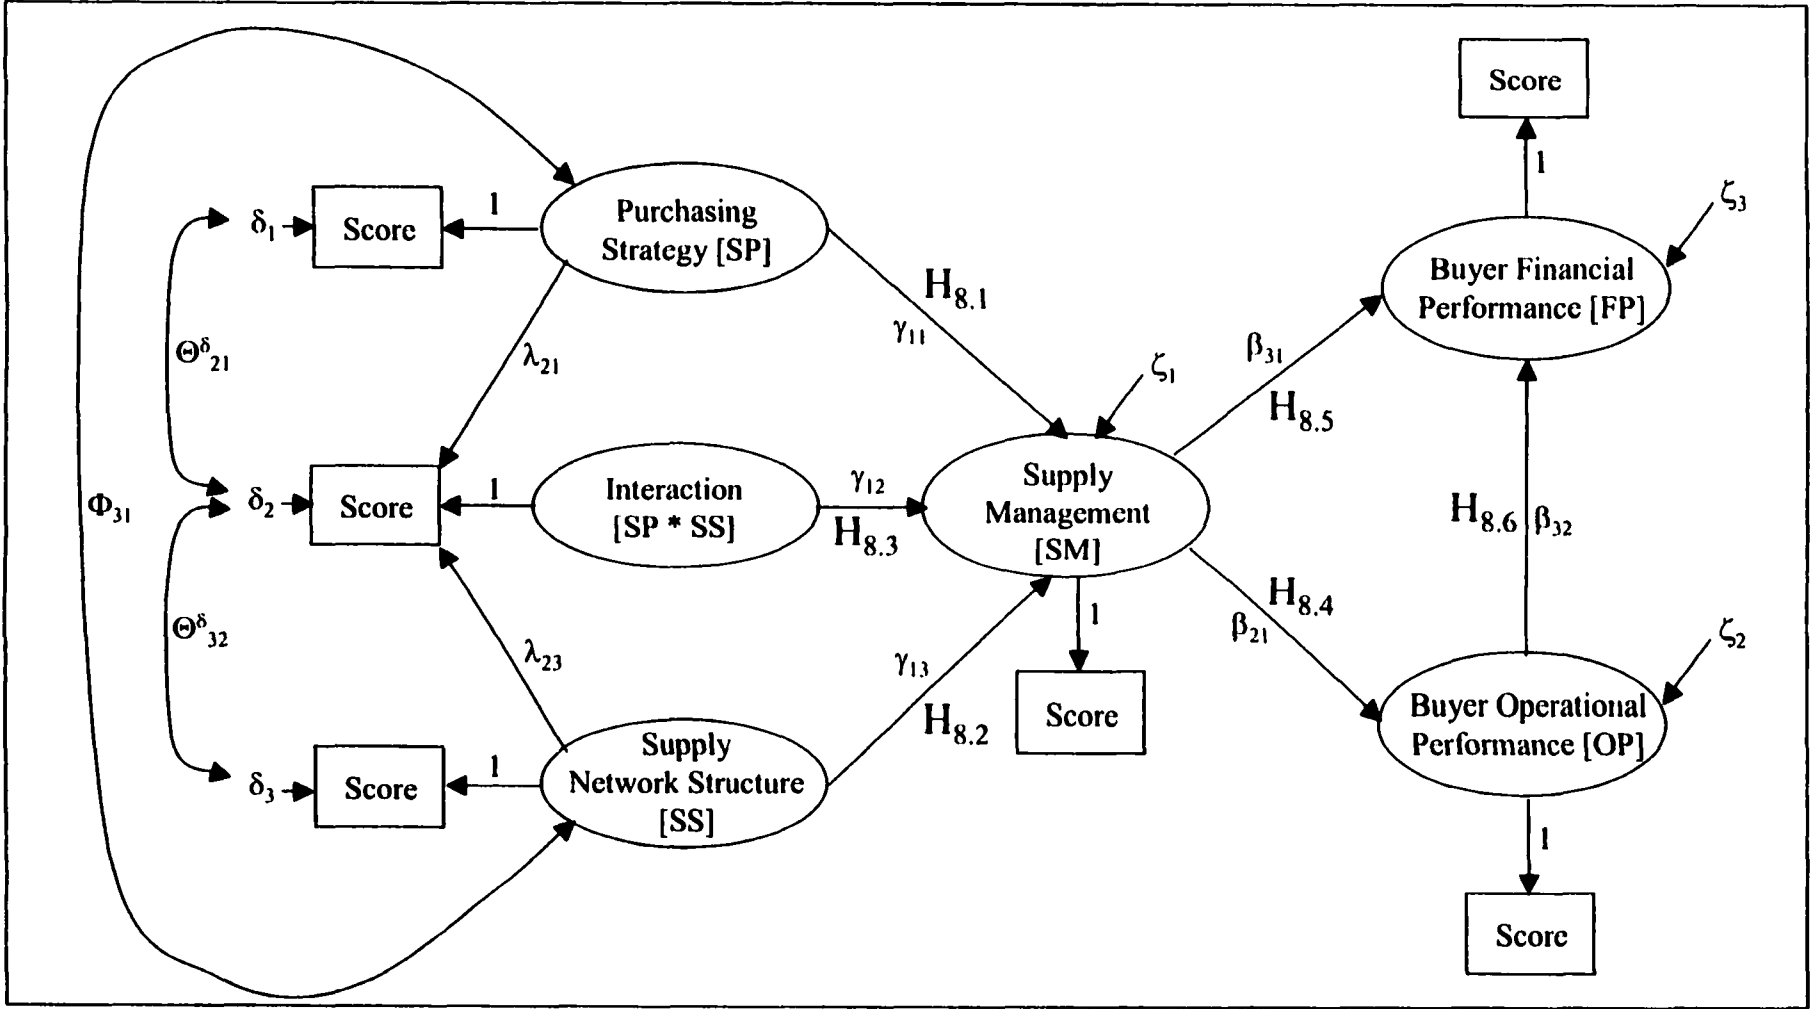 Score
1
ζ3
δ1
Score
1
Purchasing
Strategy [SP]
H8.1
γ11
Buyer Financial
Performance [FP]
Θδ21
λ21
ζ1
β31
H8.5
Φ31
δ2
Score
1
Interaction
[SP * SS]
γ12
H8.3
Supply
Management
[SM]
H8.6
β32
H8.4
β21
1
Θδ32
λ23
γ13
H8.2
ζ2
Score
Buyer Operational
Performance [OP]
δ3
Score
1
Supply
Network Structure
[SS]
1
Score